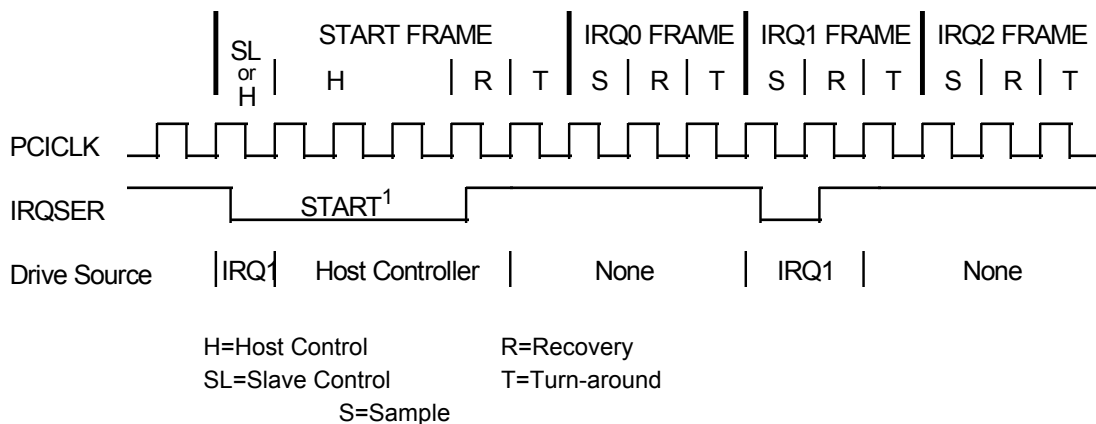 START FRAME IRQ0 FRAME IRQ1 FRAME IRQ2 FRAME
SL
or
H
H R T S R T S R T S R T
PCICLK
IRQSER START1
Drive Source IRQ1 Host Controller None IRQ1 None
H=Host Control R=Recovery
SL=Slave Control T=Turn-around
S=Sample